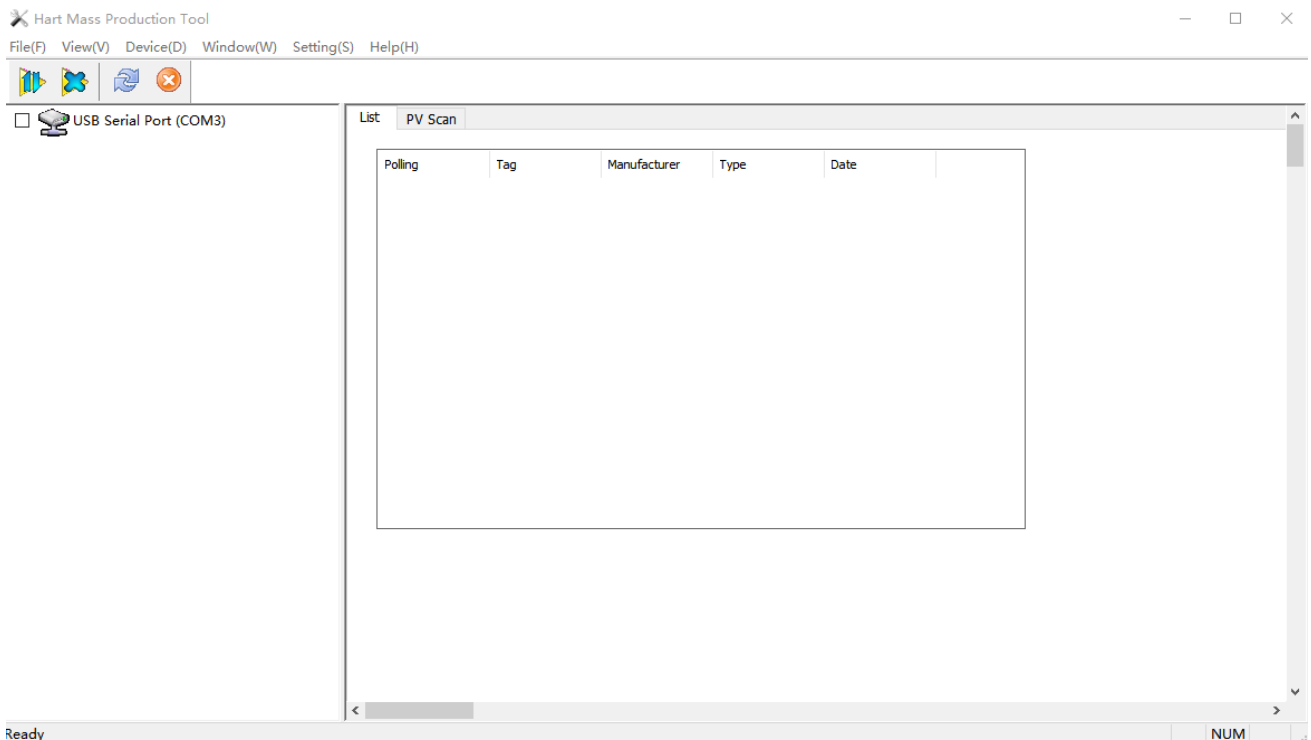 Hart Mass Production Tool
File(F) View(V) Device(D) Window(W) Setting(S) Help(H)
USB Serial Port (COM3)
List PV Scan
Polling Tag Manufacturer Type Date
Ready NUM